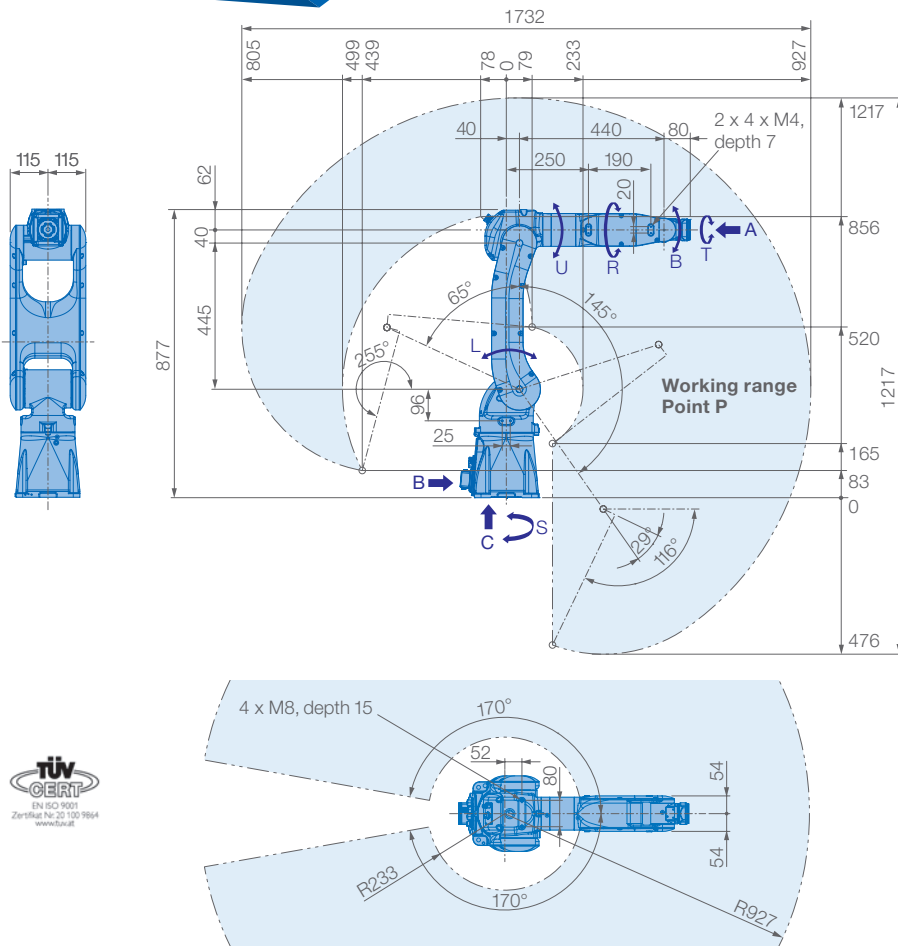 1732
805
499
439
78
0
79
233
927
1217
40
440
80
2 x 4 x M4,
depth 7
115
115
62
250
190
20
856
A
40
U
R
B
T
65°
145°
445
877
L
520
255°
Working range
Point P
1217
96
25
165
B
83
0
C
S
29°
116°
476
4 x M8, depth 15
170°
52
80
54
TÜV
CERT
EN ISO 9001
Zertifikat Nr. 20 100 9864
www.tuv.at
54
R233
170°
R927